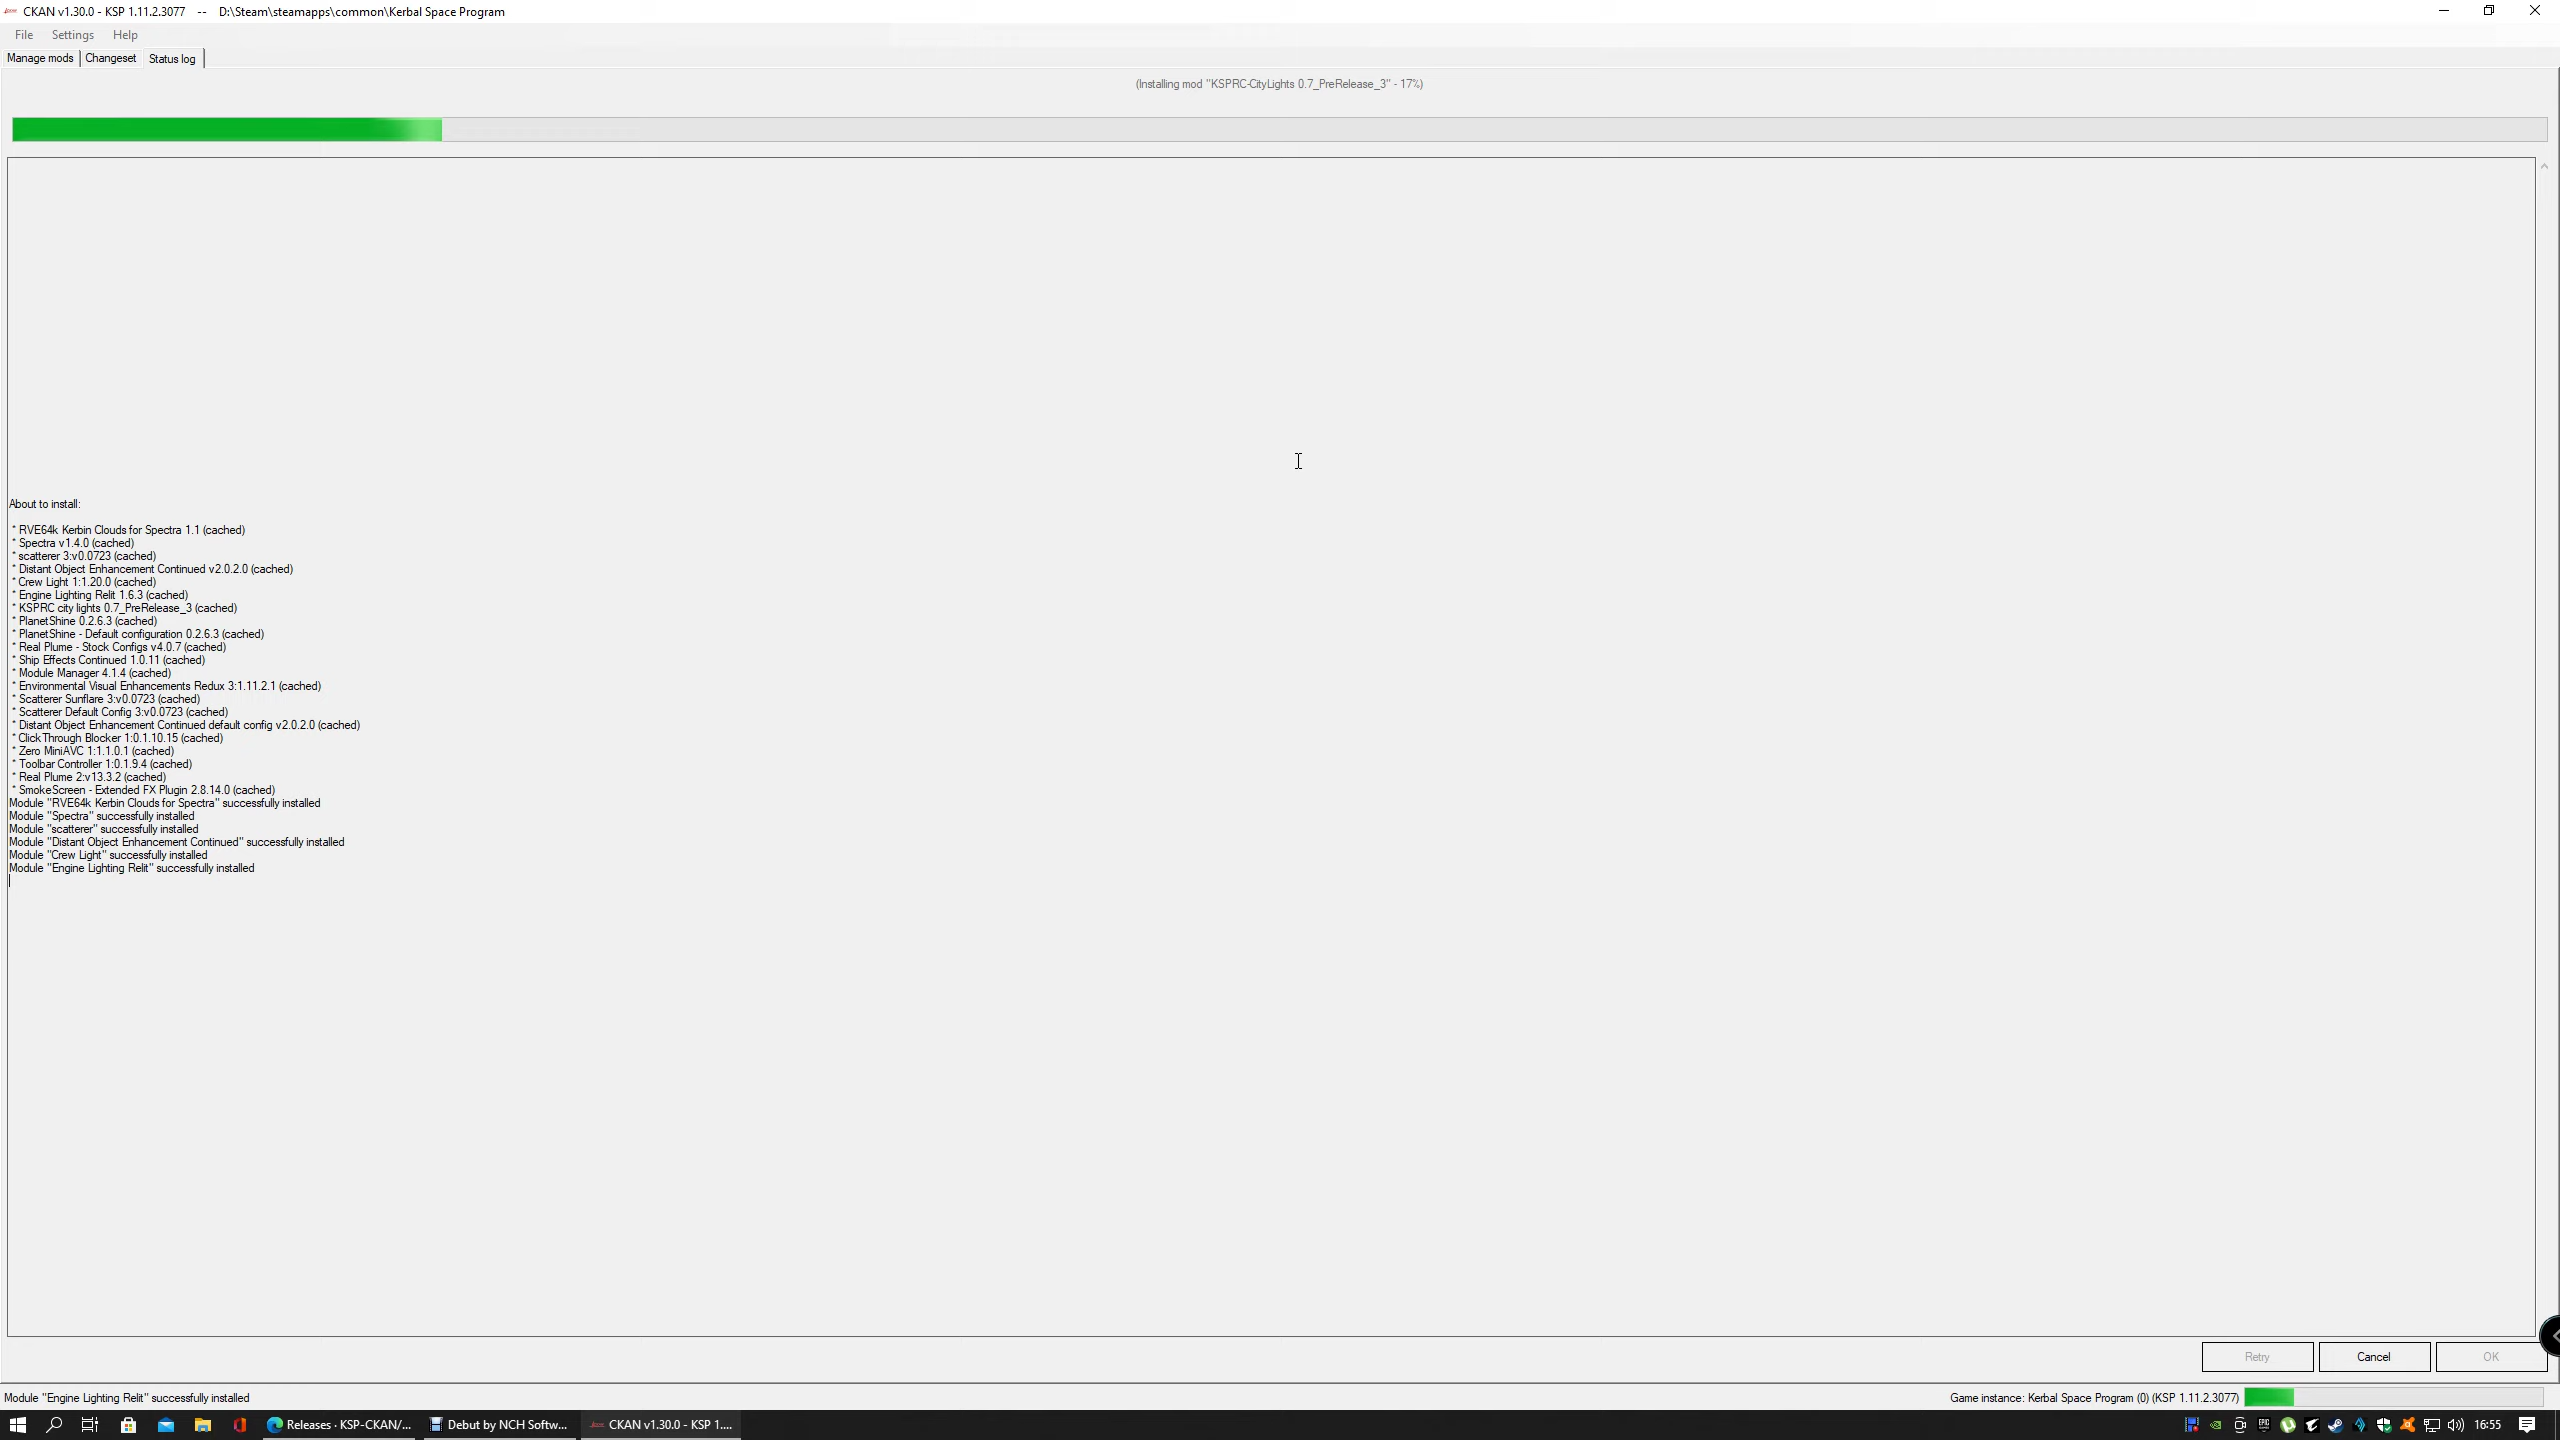 CKAN v1.30.0 - KSP 1.11.2.3077 -- D:\Steam\steamapps\common\Kerbal Space Program
File Settings Help
Manage mods Changeset Status log
(Installing mod "KSPRC-CityLights 0.7_PreRelease_3" - 17%)
About to install:
* RVE64k Kerbin Clouds for Spectra 1.1 (cached)
* Spectra v1.4.0 (cached)
* scatterer 3:v0.0723 (cached)
* Distant Object Enhancement Continued v2.0.2.0 (cached)
* Crew Light 1:1.20.0 (cached)
* Engine Lighting Relit 1.6.3 (cached)
* KSPRC city lights 0.7_PreRelease_3 (cached)
* PlanetShine 0.2.6.3 (cached)
* PlanetShine - Default configuration 0.2.6.3 (cached)
* Real Plume - Stock Configs v4.0.7 (cached)
* Ship Effects Continued 1.0.11 (cached)
* Module Manager 4.1.4 (cached)
* Environmental Visual Enhancements Redux 3:1.11.2.1 (cached)
* Scatterer Sunflare 3:v0.0723 (cached)
* Scatterer Default Config 3:v0.0723 (cached)
* Distant Object Enhancement Continued default config v2.0.2.0 (cached)
* ClickThrough Blocker 1:0.1.10.15 (cached)
* Zero MiniAVC 1:1.1.0.1 (cached)
* Toolbar Controller 1:0.1.9.4 (cached)
* Real Plume 2:v13.3.2 (cached)
* SmokeScreen - Extended FX Plugin 2.8.14.0 (cached)
Module "RVE64k Kerbin Clouds for Spectra" successfully installed
Module "Spectra" successfully installed
Module "scatterer" successfully installed
Module "Distant Object Enhancement Continued" successfully installed
Module "Crew Light" successfully installed
Module "Engine Lighting Relit" successfully installed
Retry Cancel OK
Module "Engine Lighting Relit" successfully installed Game instance: Kerbal Space Program (0) (KSP 1.11.2.3077)
Releases · KSP-CKAN/... Debut by NCH Softw... CKAN v1.30.0 - KSP 1.... 16:55